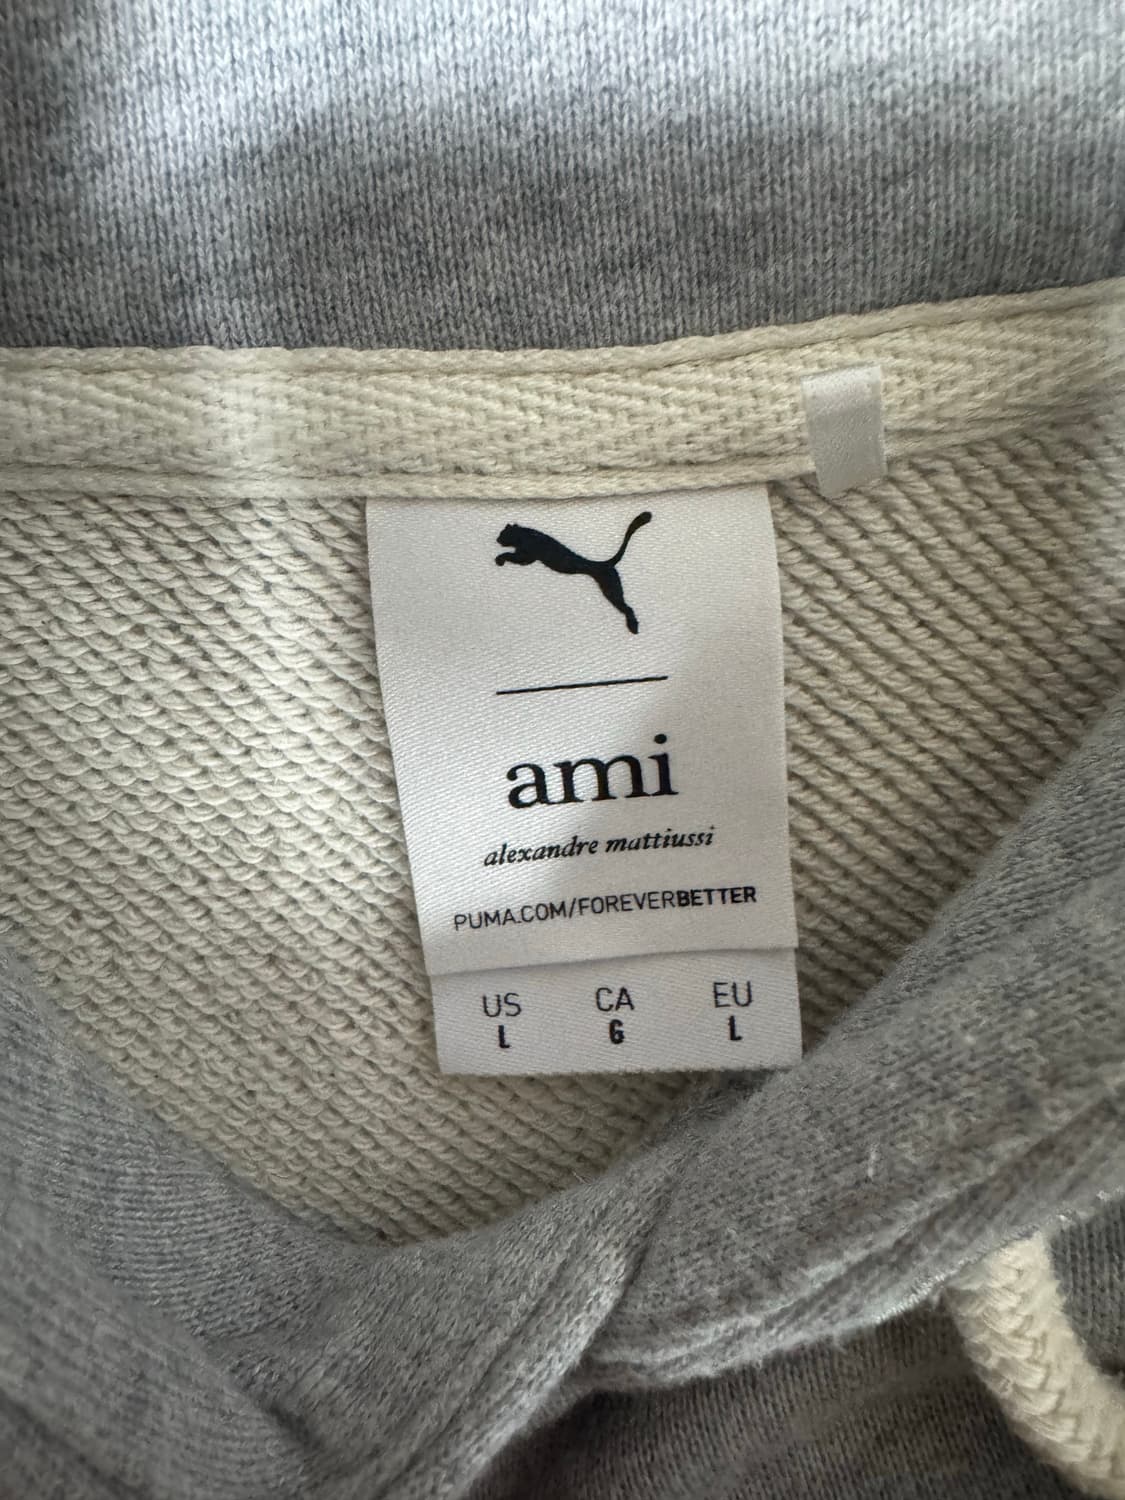 ami
alexandre mattiussi
PUMA.COM/FOREVERBETTER
US CA EU
L G L